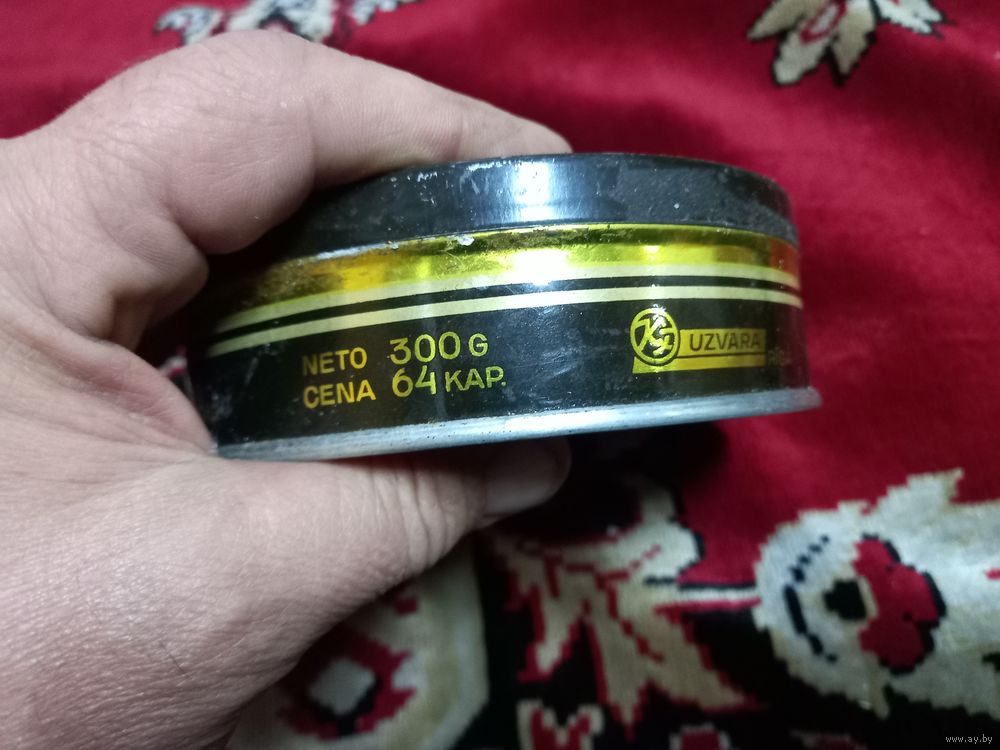 NETO 300 G
CENA 64 KAP.
UZVARA
www.ay.by